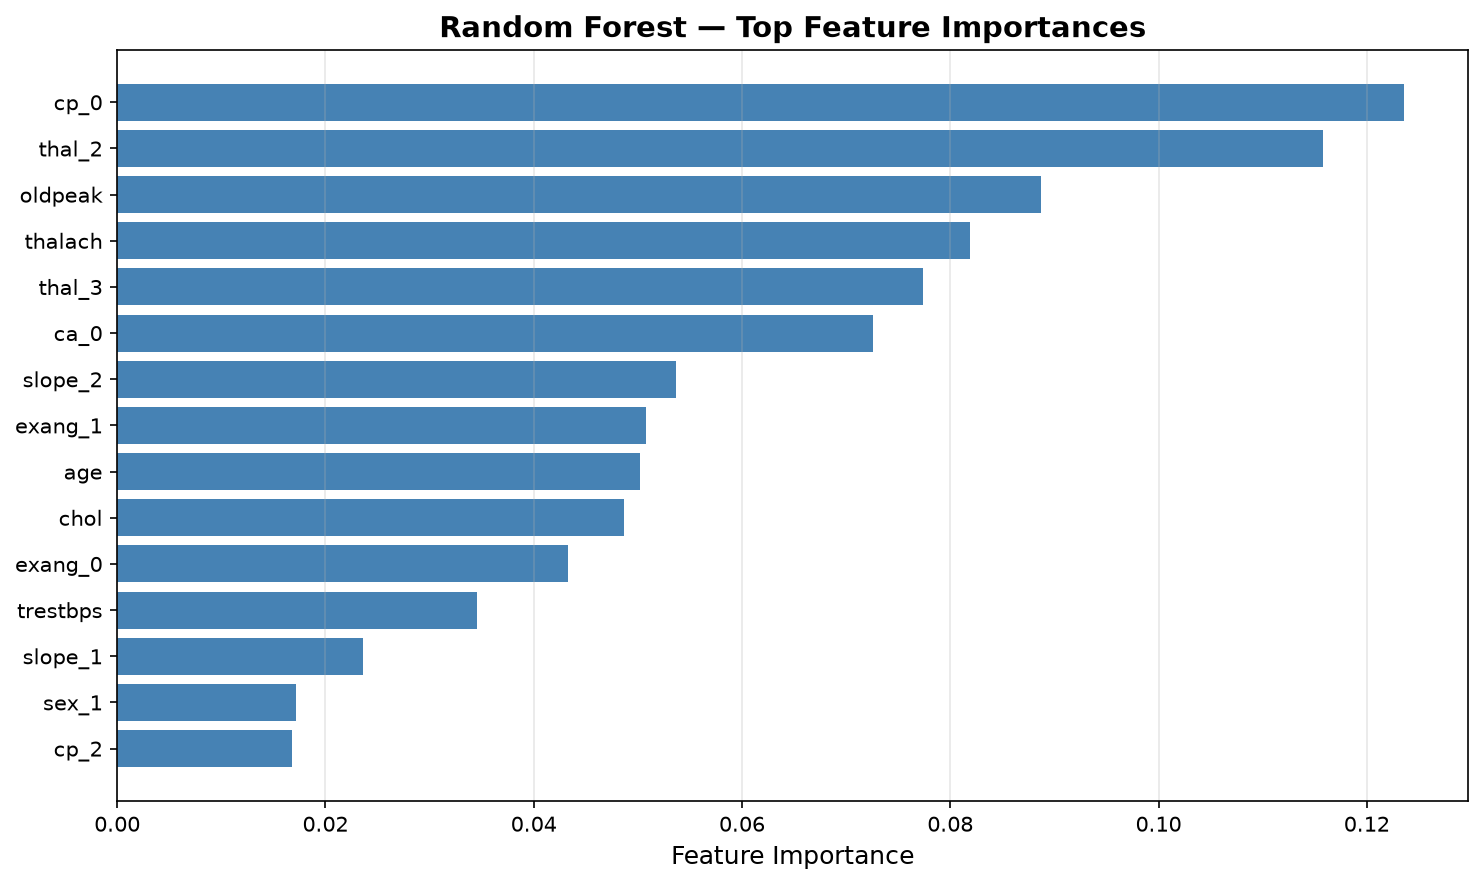 Random Forest — Top Feature Importances
cp_0
thal_2
oldpeak
thalach
thal_3
ca_0
slope_2
exang_1
age
chol
exang_0
trestbps
slope_1
sex_1
cp_2
0.00 0.02 0.04 0.06 0.08 0.10 0.12
Feature Importance